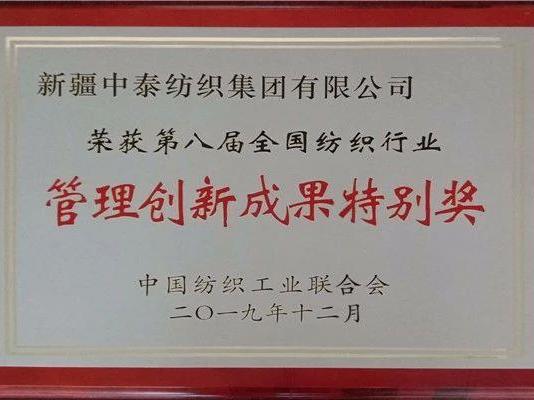 新疆中泰纺织集团有限公司
荣获第八届全国纺织行业
管理创新成果特别奖
中国纺织工业联合会
二〇一九年十二月